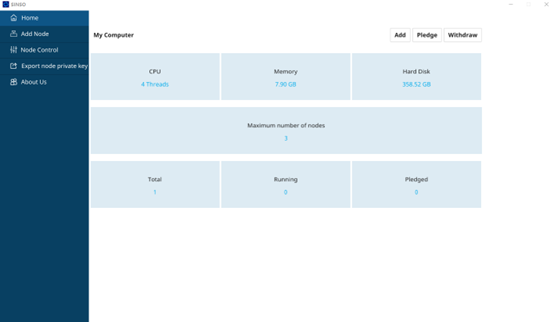 SINSO
Home
Add Node
Node Control
Export node private key
About Us
My Computer
Add Pledge Withdraw
CPU Memory Hard Disk
4 Threads 7.90 GB 358.52 GB
Maximum number of nodes
3
Total Running Pledged
1 0 0